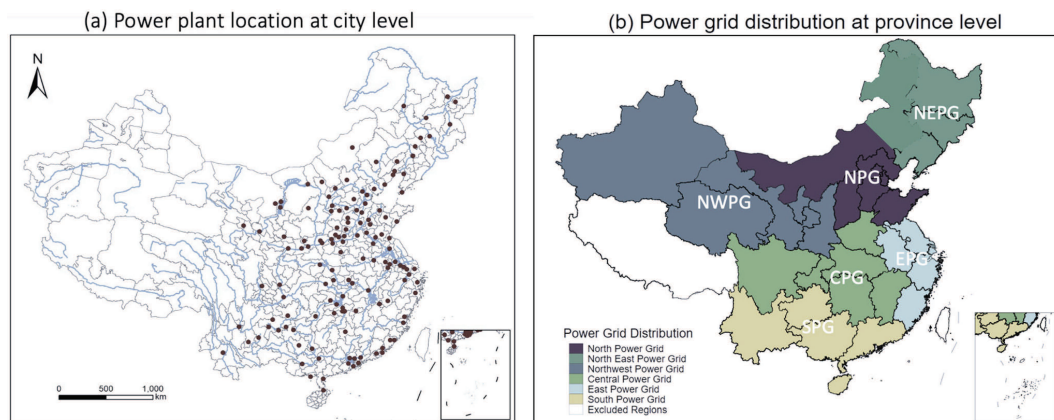 (a) Power plant location at city level
N
0 500 1,000
km
(b) Power grid distribution at province level
NEPG
NPG
NWPG
EPG
CPG
SPG
Power Grid Distribution
North Power Grid
North East Power Grid
Northwest Power Grid
Central Power Grid
East Power Grid
South Power Grid
Excluded Regions